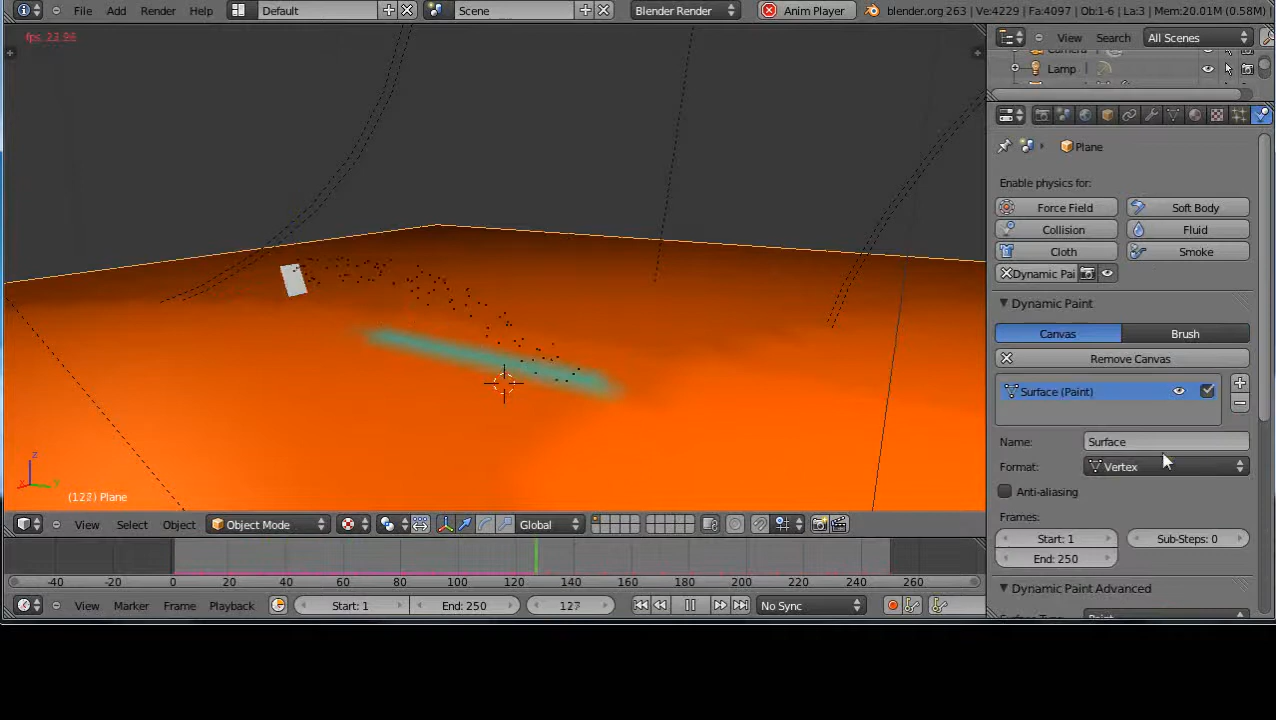 File Add Render Help Default Scene Blender Render Anim Player blender.org 263 | Ve:4229 | Fa:4097 | Ob:1-6 | La:3 | Mem:20.01M (0.58M)
fps: 23.98
View Search All Scenes
Camera
Lamp
Plane
Enable physics for:
Force Field Soft Body
Collision Fluid
Cloth Smoke
Dynamic Pai
Dynamic Paint
Canvas Brush
Remove Canvas
Surface (Paint)
Name: Surface
Format: Vertex
Anti-aliasing
Frames:
Start: 1 Sub-Steps: 0
End: 250
Dynamic Paint Advanced
Surface Type: Paint
z
x y
(127) Plane
View Select Object Object Mode Global
-40 -20 0 20 40 60 80 100 120 140 160 180 200 220 240 260
View Marker Frame Playback Start: 1 End: 250 127 No Sync